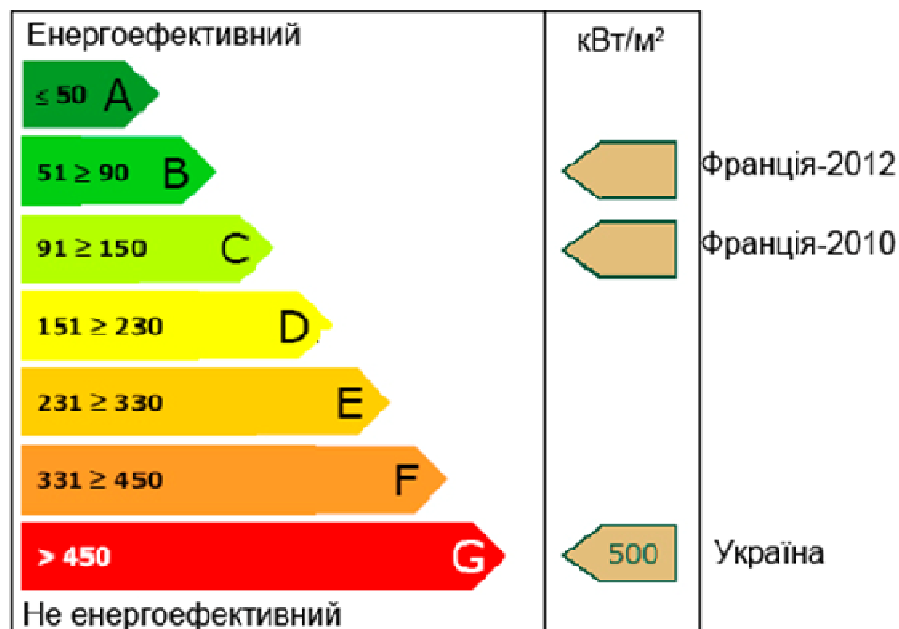 Енергоефективний
кВт/м²
≤ 50 A
51 ≥ 90 B
Франція-2012
91 ≥ 150 C
Франція-2010
151 ≥ 230 D
231 ≥ 330 E
331 ≥ 450 F
> 450 G
500
Україна
Не енергоефективний